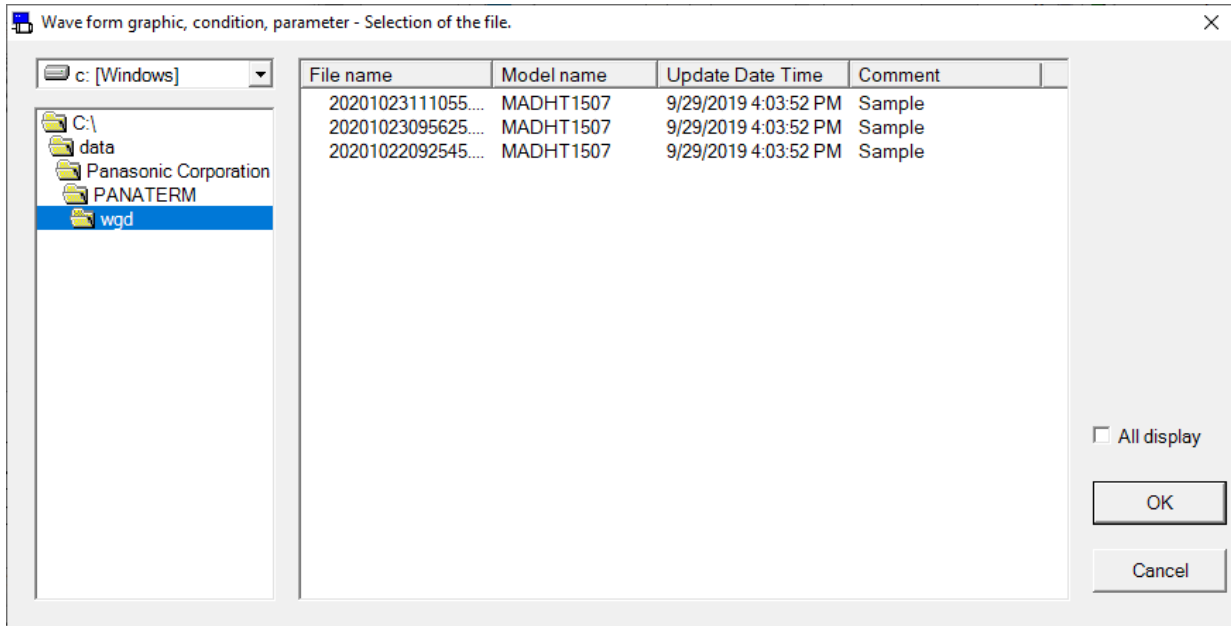 Wave form graphic, condition, parameter - Selection of the file.
c: [Windows]
C:\
data
Panasonic Corporation
PANATERM
wgd
File name Model name Update Date Time Comment
20201023111055.... MADHT1507 9/29/2019 4:03:52 PM Sample
20201023095625.... MADHT1507 9/29/2019 4:03:52 PM Sample
20201022092545.... MADHT1507 9/29/2019 4:03:52 PM Sample
All display
OK
Cancel